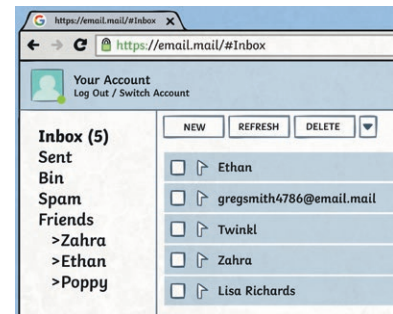 https://email.mail/#Inbox
https://email.mail/#Inbox
Your Account
Log Out / Switch Account
NEW REFRESH DELETE
Inbox (5)
Sent
Bin
Spam
Friends
>Zahra
>Ethan
>Poppy
Ethan
gregsmith4786@email.mail
Twinkl
Zahra
Lisa Richards